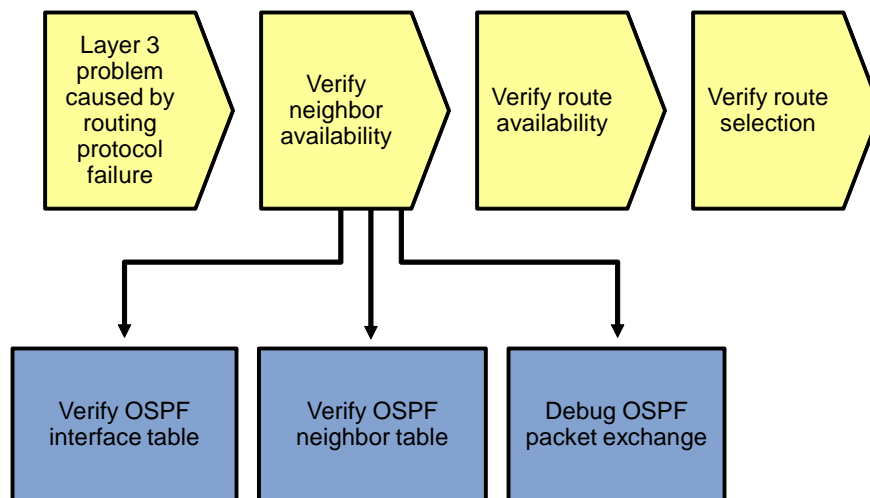 Layer 3
problem
caused by
routing
protocol
failure
Verify
neighbor
availability
Verify route
availability
Verify route
selection
Verify OSPF
interface table
Verify OSPF
neighbor table
Debug OSPF
packet exchange